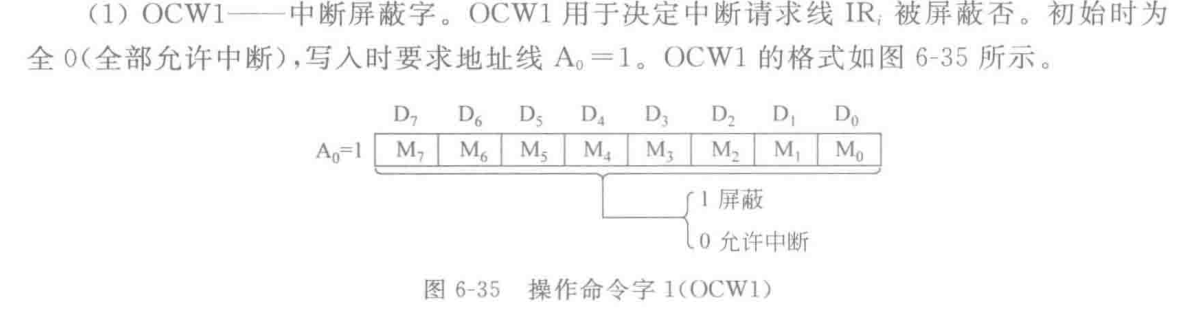 (1) OCW1——中断屏蔽字。OCW1 用于决定中断请求线 IRᵢ 被屏蔽否。初始时为
全 0(全部允许中断),写入时要求地址线 A₀=1。OCW1 的格式如图 6-35 所示。
D₇ D₆ D₅ D₄ D₃ D₂ D₁ D₀
A₀=1 M₇ M₆ M₅ M₄ M₃ M₂ M₁ M₀
1 屏蔽
0 允许中断
图 6-35 操作命令字 1(OCW1)